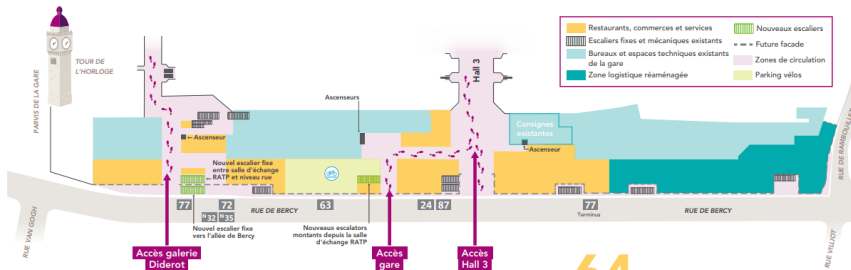 PARVIS DE LA GARE
TOUR DE
L'HORLOGE
Hall 3
Restaurants, commerces et services
Escaliers fixes et mécaniques existants
Bureaux et espaces techniques existants
de la gare
Zone logistique réaménagée
Nouveaux escaliers
Future facade
Zones de circulation
Parking vélos
RUE DE RAMBOUILLET
Ascenseurs
Consignes
existantes
← Ascenseur
Ascenseur
Nouvel escalier fixe
entre salle d'échange
← RATP et niveau rue
77
72
N32
N35
63
24
87
77
Terminus
RUE DE BERCY
RUE DE BERCY
Nouvel escalier fixe
vers l'allée de Bercy
Nouveaux escalators
montants depuis la salle
d'échange RATP
RUE VAN GOGH
RUE VILLIOT
Accès galerie
Diderot
Accès
gare
Accès
Hall 3
64